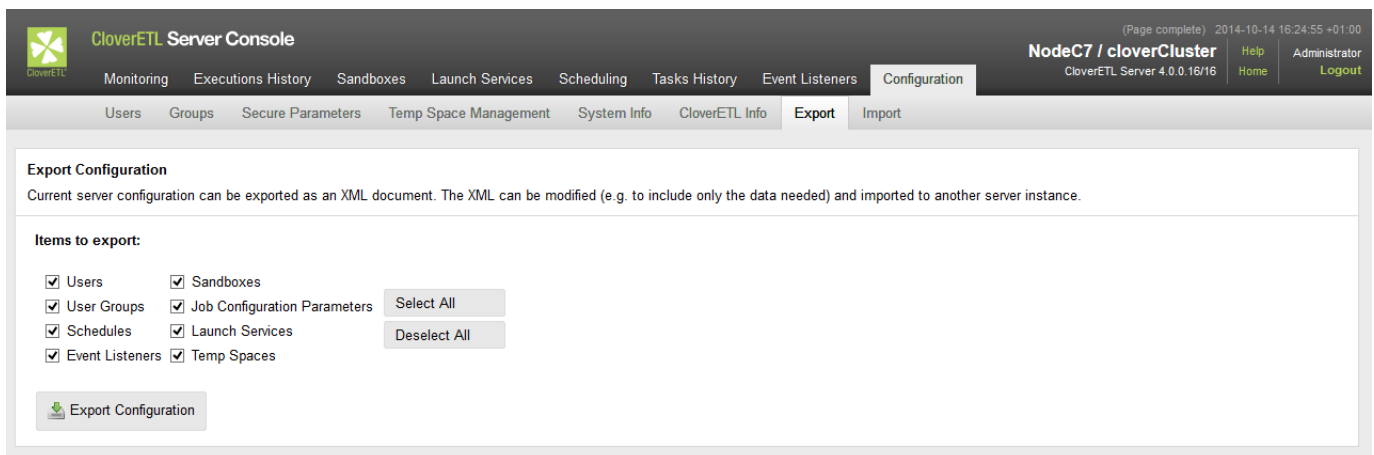 (Page complete) 2014-10-14 16:24:55 +01:00
CloverETL Server Console
NodeC7 / cloverCluster Help Administrator
CloverETL Server 4.0.0.16/16 Home Logout
CloverETL
Monitoring Executions History Sandboxes Launch Services Scheduling Tasks History Event Listeners Configuration
Users Groups Secure Parameters Temp Space Management System Info CloverETL Info Export Import
Export Configuration
Current server configuration can be exported as an XML document. The XML can be modified (e.g. to include only the data needed) and imported to another server instance.
Items to export:
Users Sandboxes
User Groups Job Configuration Parameters Select All
Schedules Launch Services Deselect All
Event Listeners Temp Spaces
Export Configuration